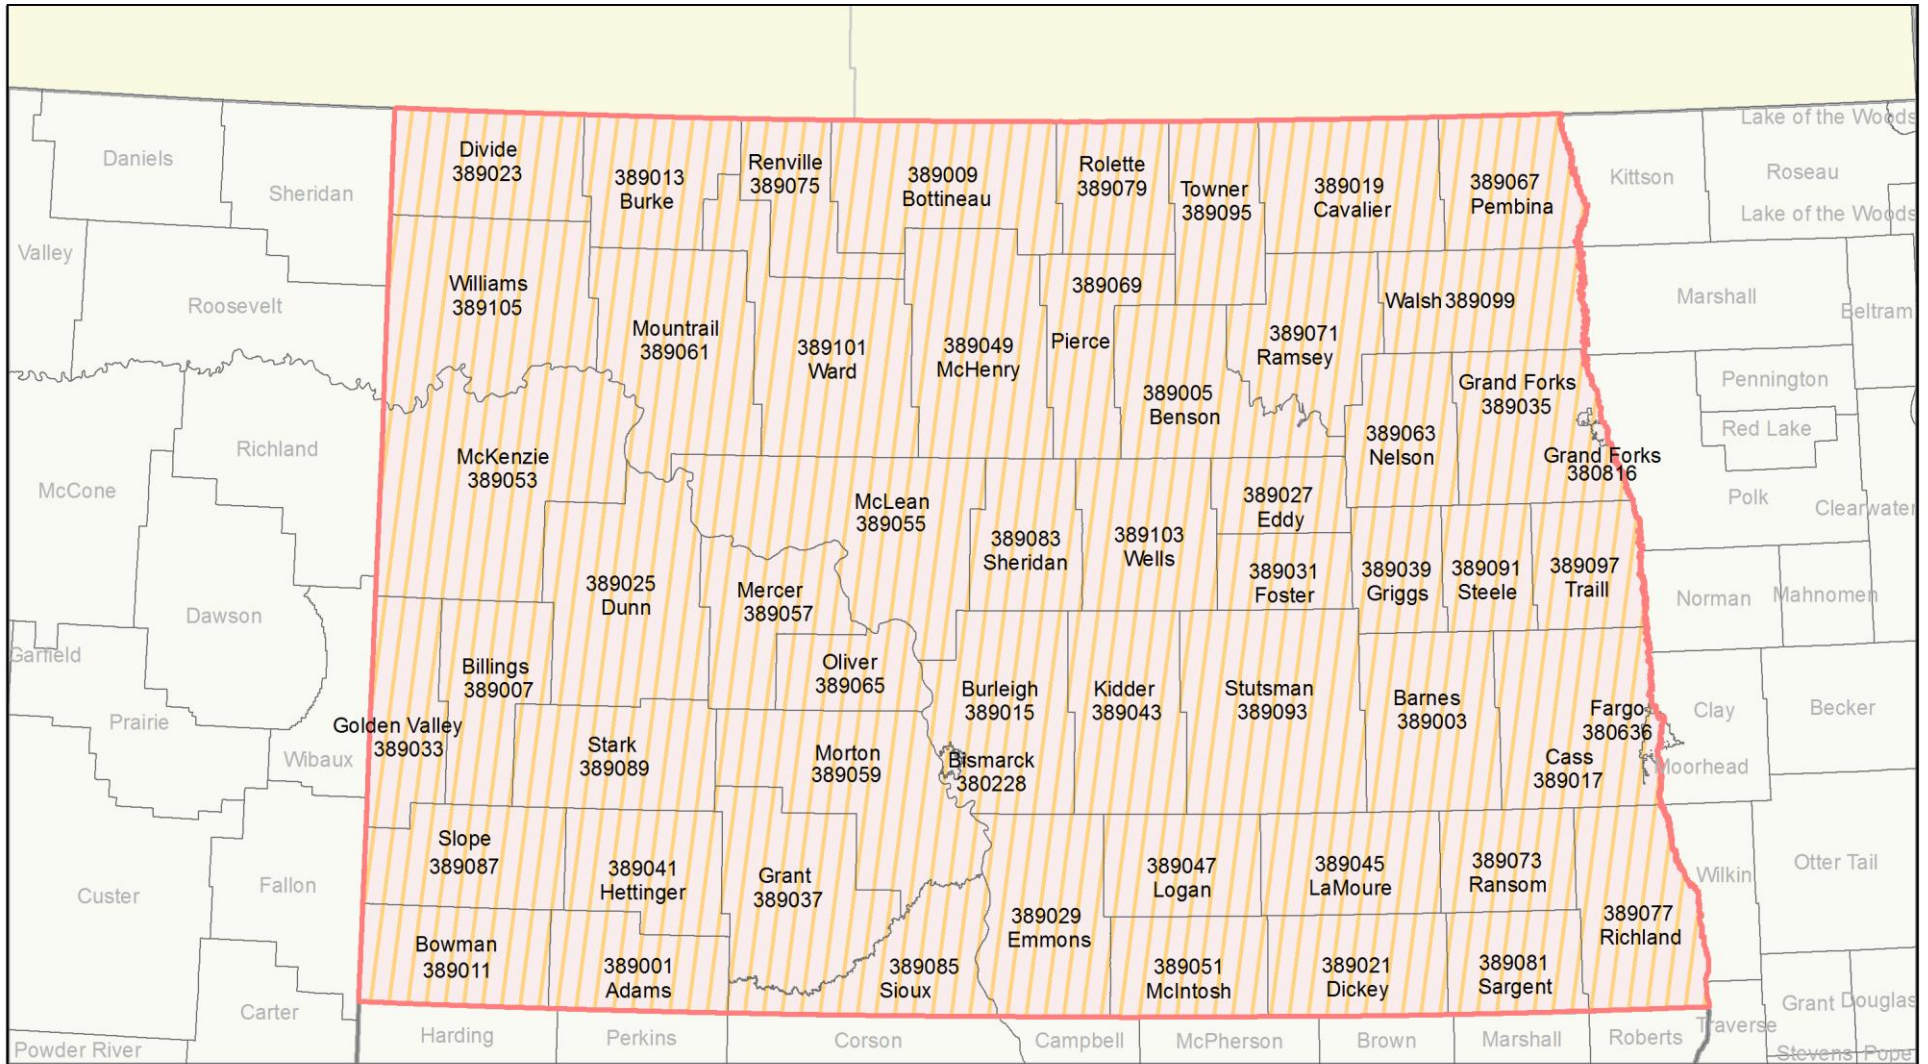 Lake of the Woods
Daniels
Divide
389023
389013
Burke
Renville
389075
389009
Bottineau
Rolette
389079
Towner
389095
389019
Cavalier
389067
Pembina
Kittson
Roseau
Sheridan
Lake of the Woods
Valley
Roosevelt
Williams
389105
Mountrail
389061
389101
Ward
389049
McHenry
389069
Pierce
389005
Benson
389071
Ramsey
Walsh 389099
Marshall
Beltram
Grand Forks
389035
Pennington
Red Lake
Richland
McCone
McKenzie
389053
McLean
389055
389063
Nelson
Grand Forks
380816
Polk
Clearwater
389083
Sheridan
389103
Wells
389027
Eddy
389031
Foster
389039
Griggs
389091
Steele
389097
Traill
Norman
Mahnomen
Dawson
389025
Dunn
Mercer
389057
Garfield
Billings
389007
Oliver
389065
Burleigh
389015
Kidder
389043
Stutsman
389093
Barnes
389003
Fargo
380636
Clay
Becker
Prairie
Golden Valley
389033
Wibaux
Stark
389089
Morton
389059
Bismarck
380228
Cass
389017
Moorhead
Slope
389087
389041
Hettinger
Grant
389037
389047
Logan
389045
LaMoure
389073
Ransom
Wilkin
Otter Tail
Custer
Fallon
389029
Emmons
389077
Richland
Bowman
389011
389001
Adams
389085
Sioux
389051
McIntosh
389021
Dickey
389081
Sargent
Carter
Grant
Douglas
Powder River
Harding
Perkins
Corson
Campbell
McPherson
Brown
Marshall
Roberts
Traverse
Stevens
Pope